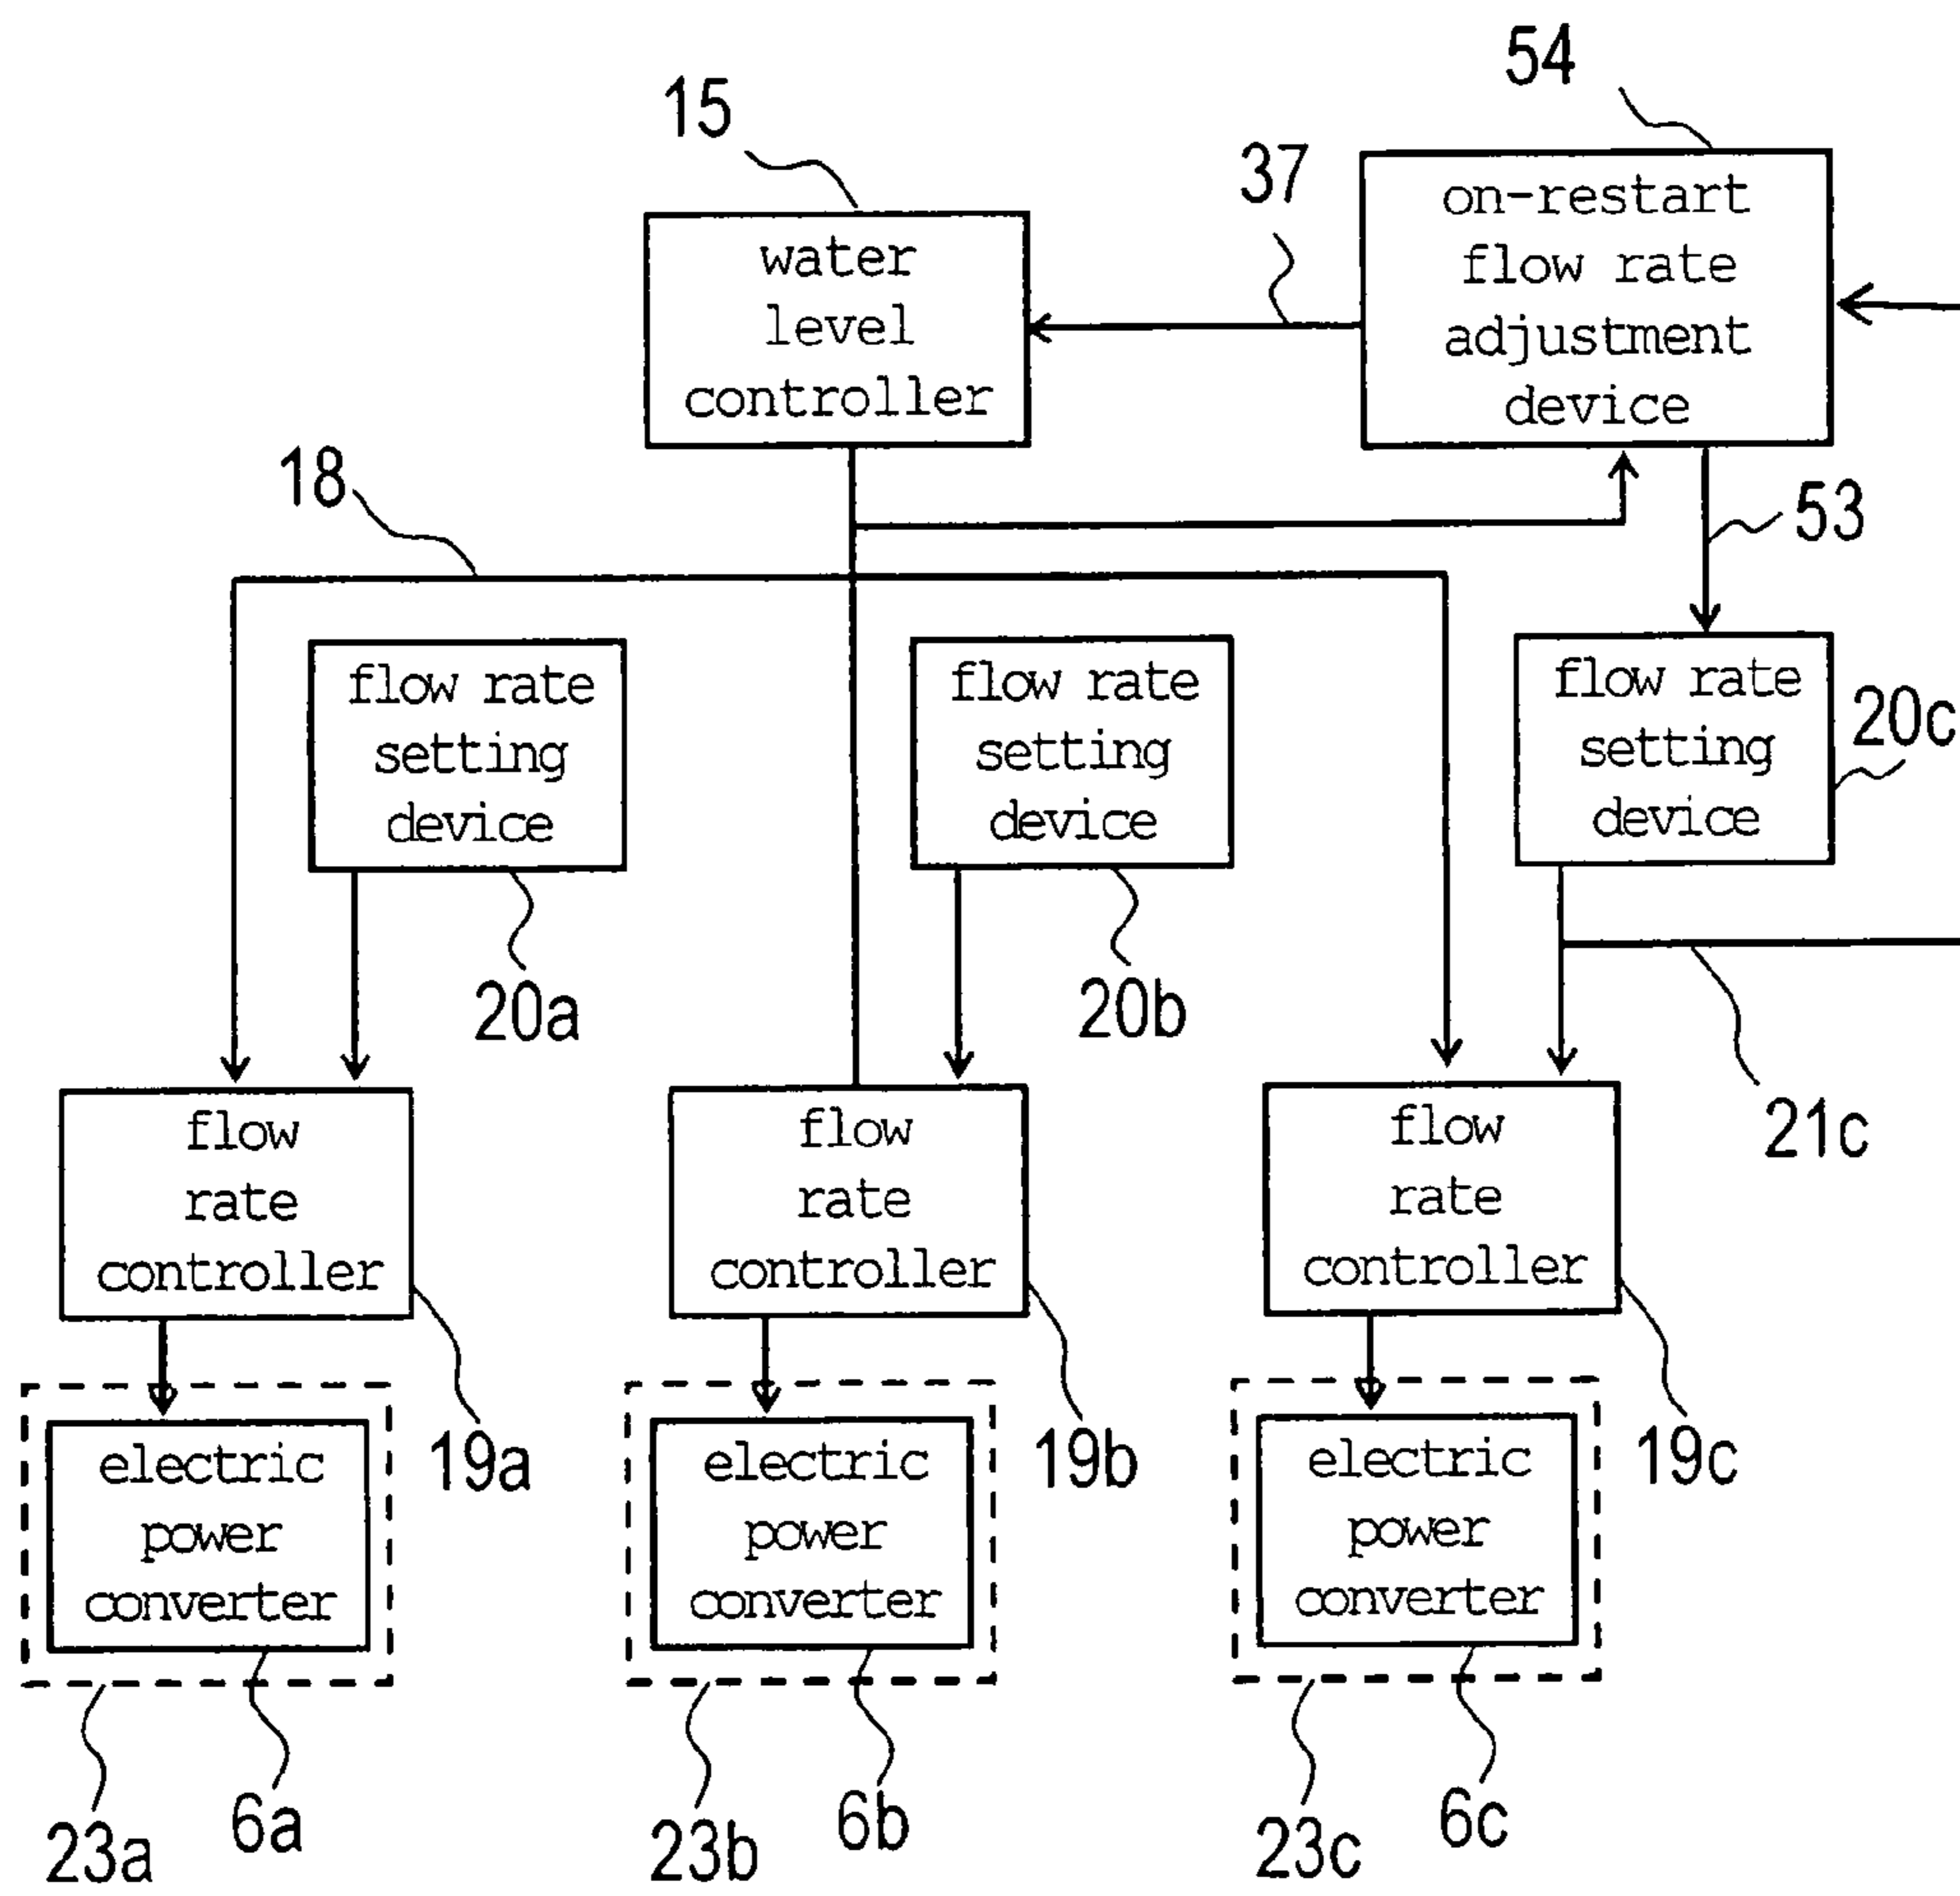 54
15
37
on-restart
flow rate
adjustment
device
water
level
controller
18
53
flow rate
setting
device
flow rate
setting
device
flow rate
setting
device
20c
20a
20b
21c
flow
rate
controller
flow
rate
controller
flow
rate
controller
19a
19b
19c
electric
power
converter
electric
power
converter
electric
power
converter
23a
6a
23b
6b
23c
6c